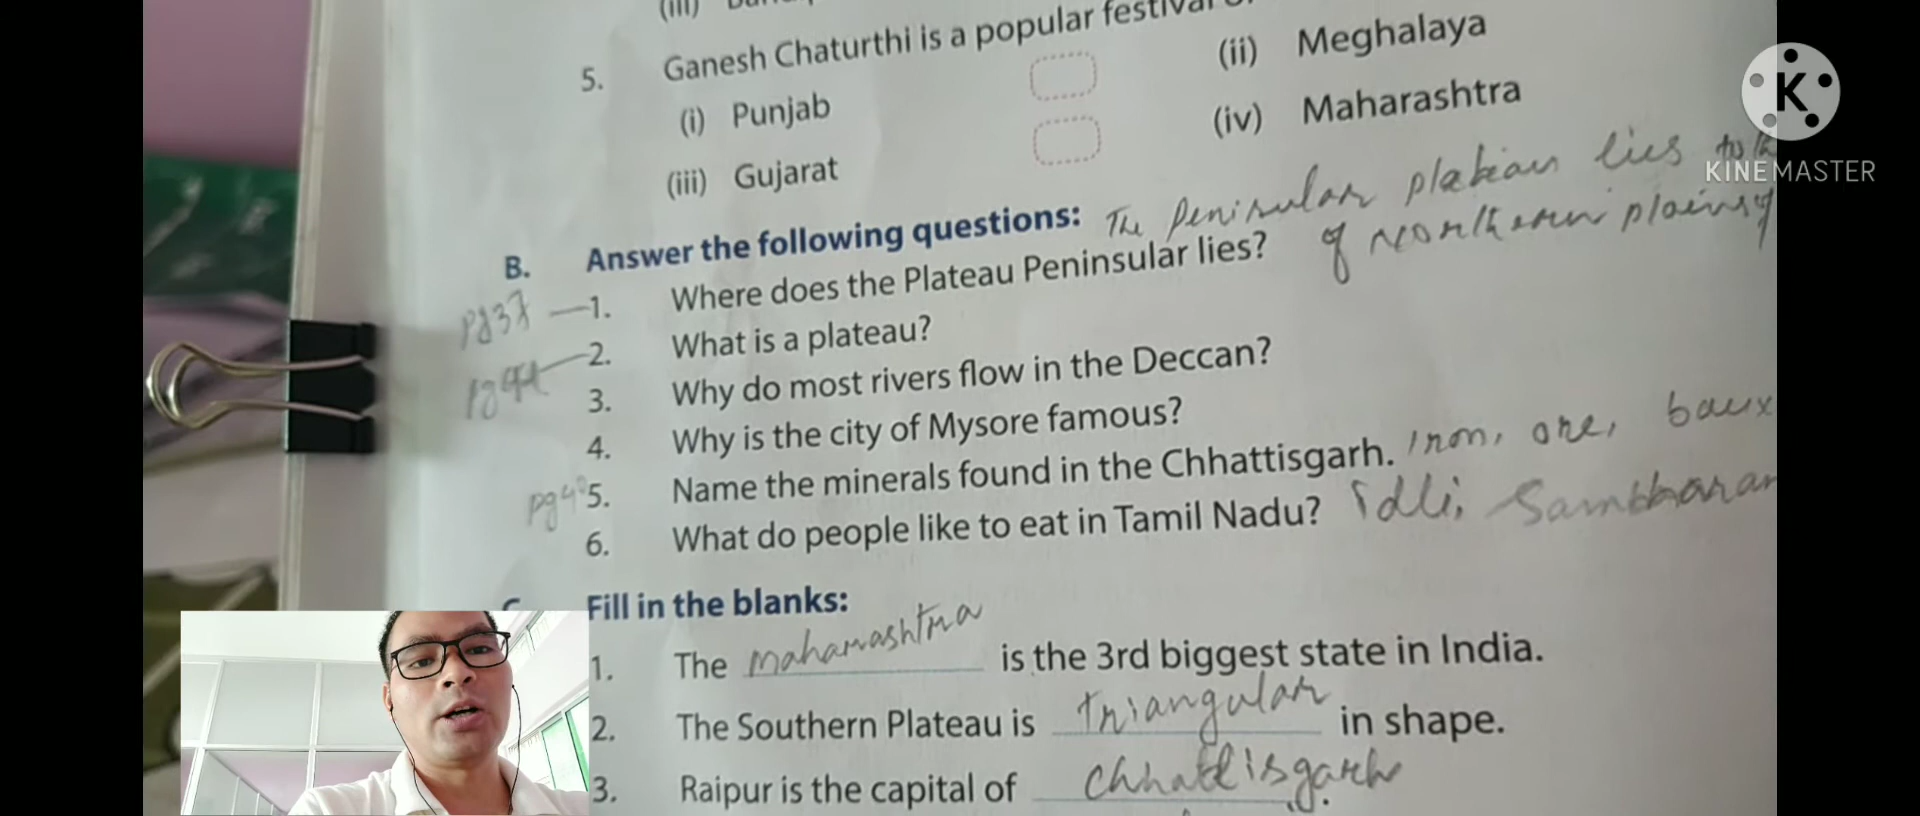 5. Ganesh Chaturthi is a popular festival
(i) Punjab (ii) Meghalaya
(iii) Gujarat (iv) Maharashtra
K
KINEMASTER
The Peninsular plateau lies to
B. Answer the following questions: of northern plains
pg37 1. Where does the Plateau Peninsular lies?
2. What is a plateau?
3. Why do most rivers flow in the Deccan?
4. Why is the city of Mysore famous?
5. Name the minerals found in the Chhattisgarh. Iron, ore, baux
6. What do people like to eat in Tamil Nadu? Idli,
Fill in the blanks:
1. The Maharashtra is the 3rd biggest state in India.
2. The Southern Plateau is triangular in shape.
3. Raipur is the capital of Chhattisgarh